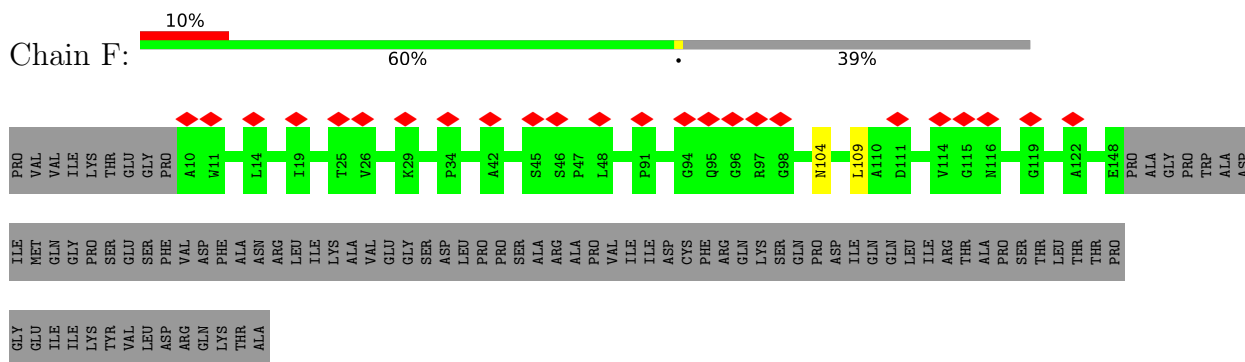 10%
Chain F:
60% • 39%
PRO VAL VAL ILE LYS THR GLU GLY PRO A10 W11 L14 I19 T25 V26 K29 P34 A42 S45 S46 P47 L48 P91 G94 Q95 G96 R97 G98 N104 L109 A110 D111 V114 G115 N116 G119 A122 E148 PRO ALA GLY PRO TRP ALA ASP
ILE MET GLN GLY PRO SER GLU SER PHE VAL ASP PHE ALA ASN ARG LEU ILE LYS ALA VAL GLU GLY SER ASP LEU PRO PRO SER ALA ARG ALA PRO VAL ILE ILE ASP CYS PHE ARG GLN LYS SER GLN PRO ASP ILE GLN GLN LEU ILE ARG THR ALA PRO SER THR LEU THR THR PRO
GLY GLU ILE ILE LYS TYR VAL LEU ASP ARG GLN LYS THR ALA